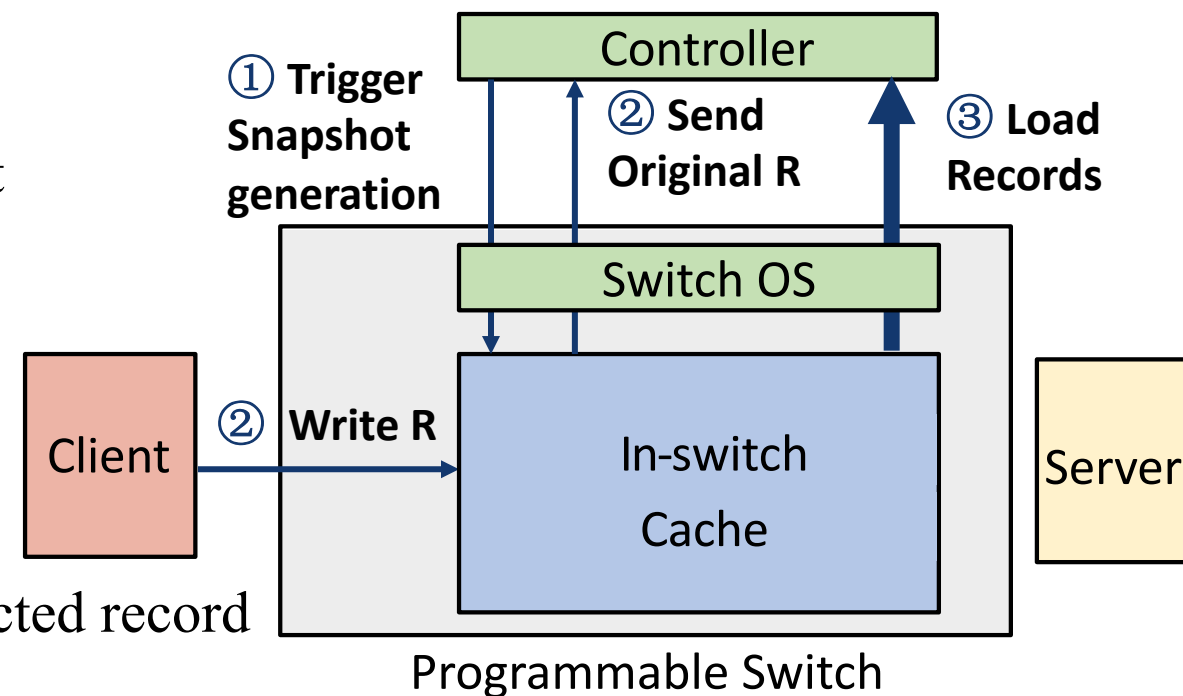 Controller
① Trigger
Snapshot
generation
② Send
Original R
③ Load
Records
t
Switch OS
Client
② Write R
In-switch
Cache
Server
cted record
Programmable Switch